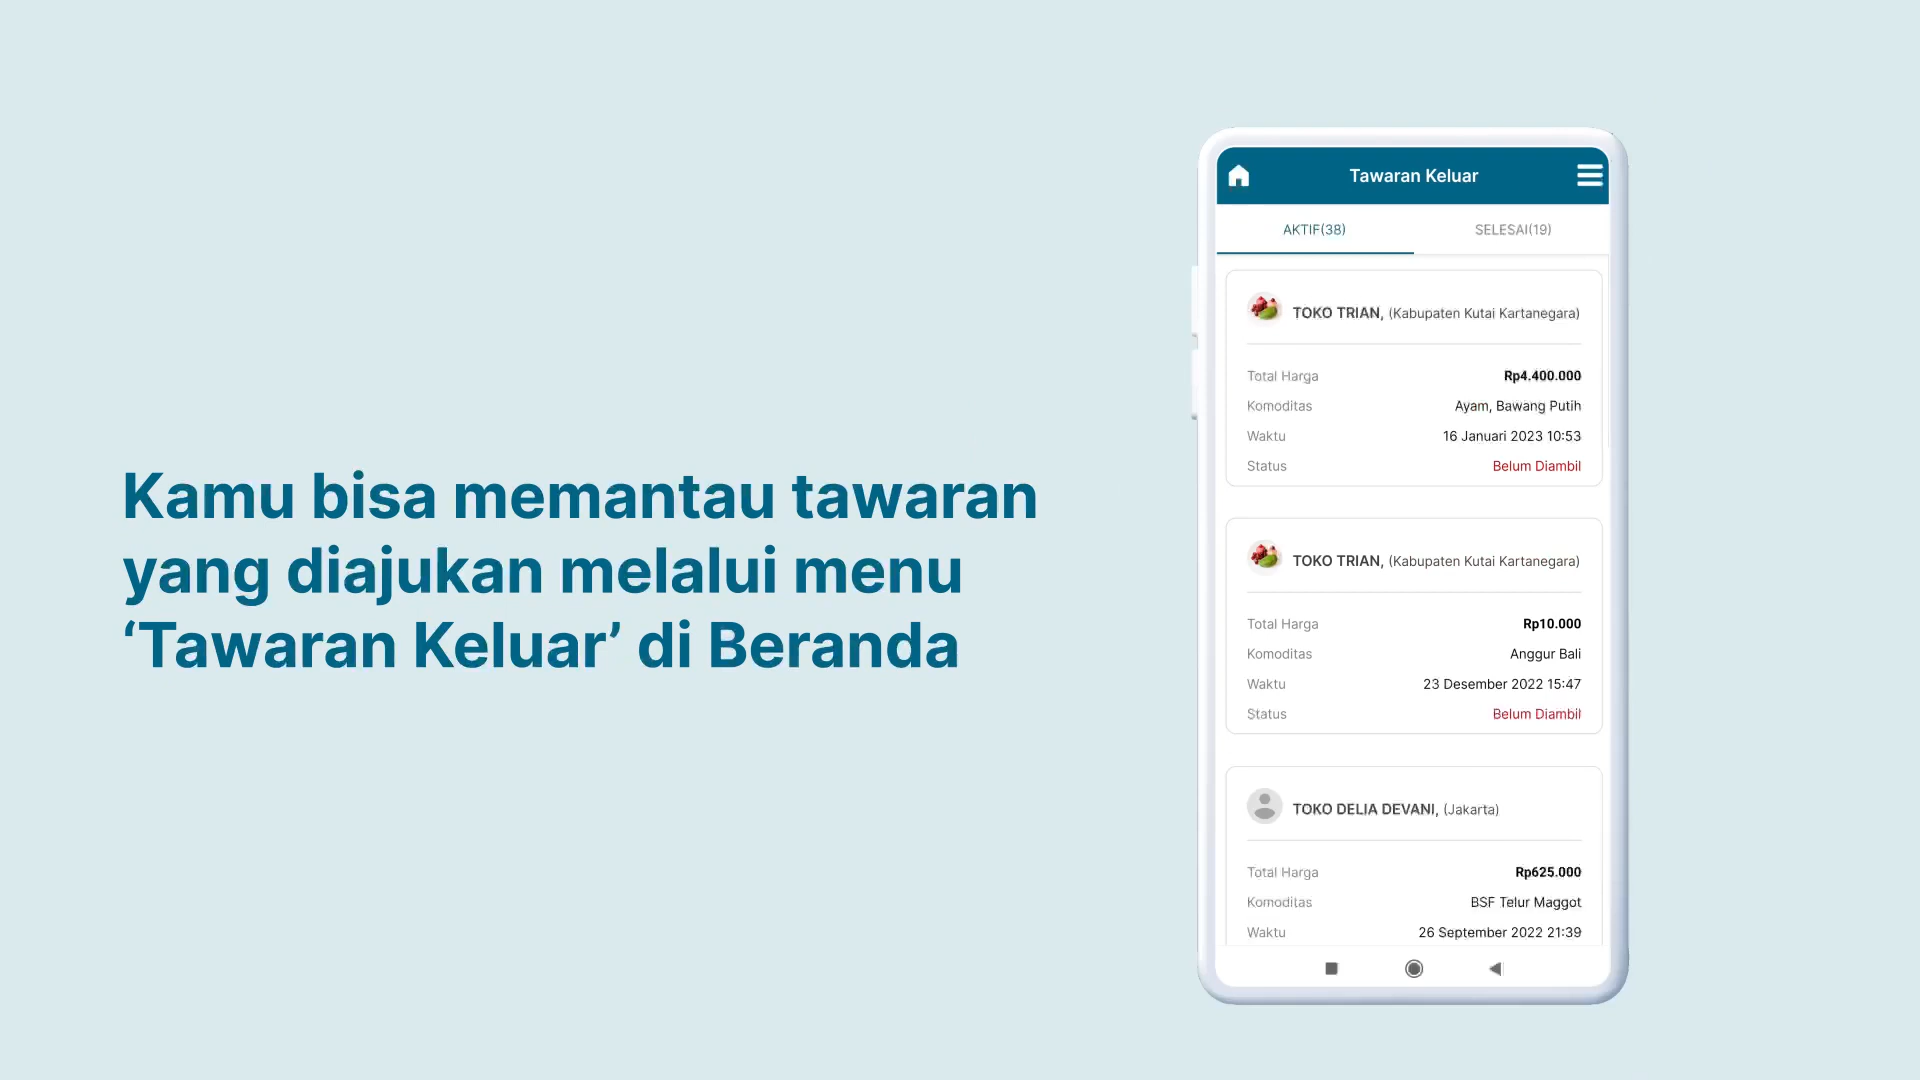 Kamu bisa memantau tawaran
yang diajukan melalui menu
‘Tawaran Keluar’ di Beranda
Tawaran Keluar
AKTIF(38) SELESAI(19)
TOKO TRIAN, (Kabupaten Kutai Kartanegara)
Total Harga Rp4.400.000
Komoditas Ayam, Bawang Putih
Waktu 16 Januari 2023 10:53
Status Belum Diambil
TOKO TRIAN, (Kabupaten Kutai Kartanegara)
Total Harga Rp10.000
Komoditas Anggur Bali
Waktu 23 Desember 2022 15:47
Status Belum Diambil
TOKO DELIA DEVANI, (Jakarta)
Total Harga Rp625.000
Komoditas BSF Telur Maggot
Waktu 26 September 2022 21:39